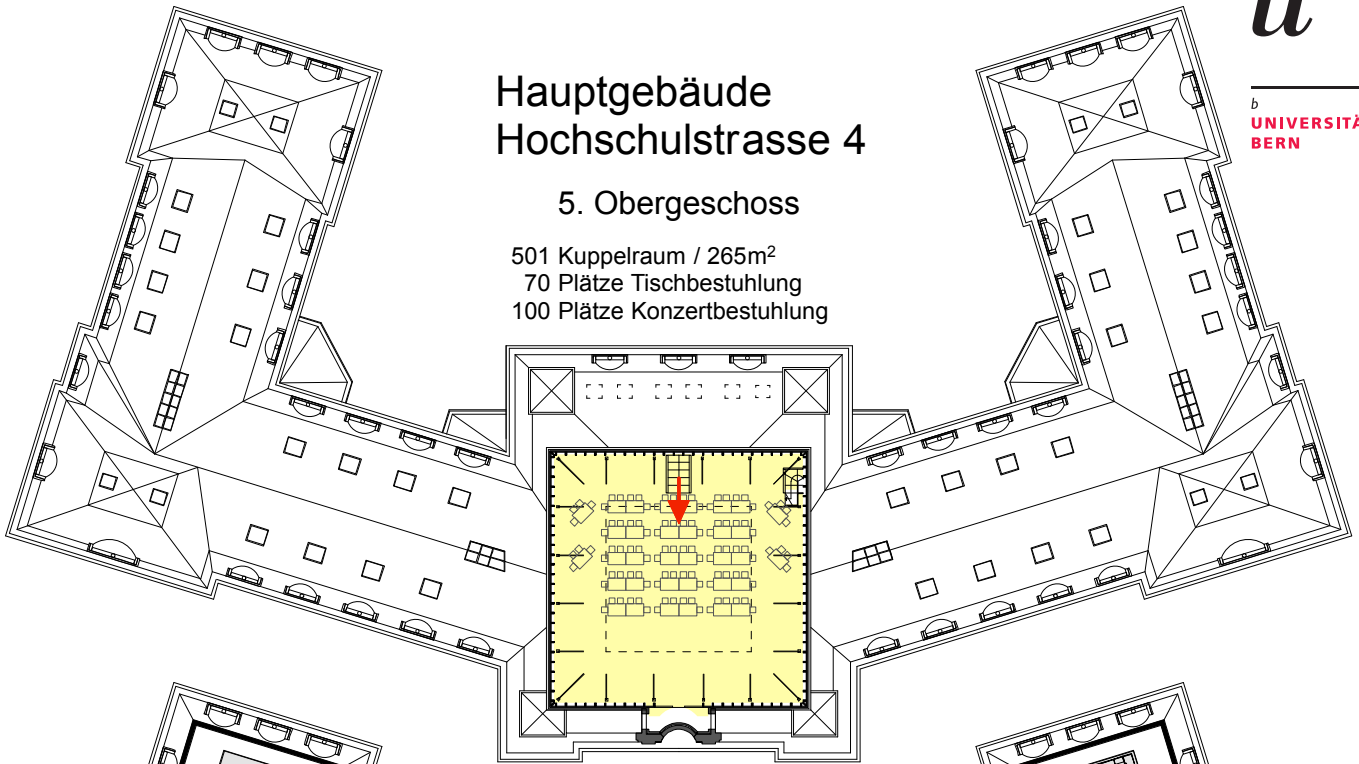 Hauptgebäude
Hochschulstrasse 4
5. Obergeschoss
501 Kuppelraum / 265m²
70 Plätze Tischbestuhlung
100 Plätze Konzertbestuhlung
u
b
UNIVERSITÄ
BERN